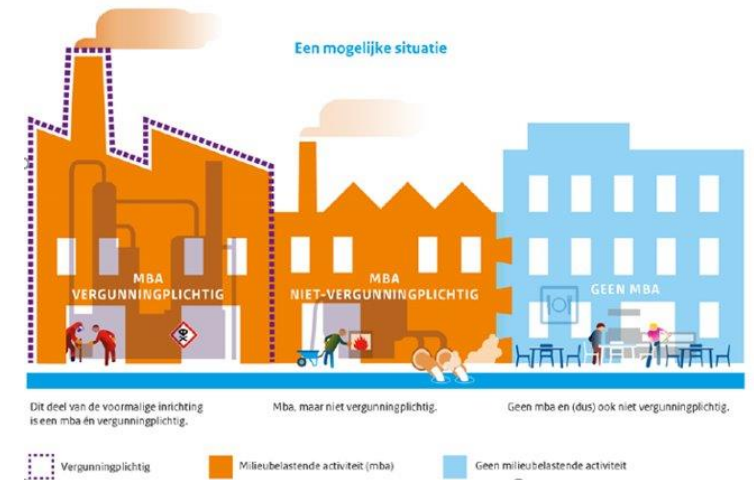 Een mogelijke situatie
MBA
VERGUNNINGPLICHTIG
MBA
NIET-VERGUNNINGPLICHTIG
GEEN MBA
Dit deel van de voormalige inrichting
is een mba én vergunningplichtig.
Mba, maar niet vergunningplichtig.
Geen mba en (dus) ook niet vergunningplichtig.
Vergunningplichtig
Milieubelastende activiteit (mba)
Geen milieubelastende activiteit